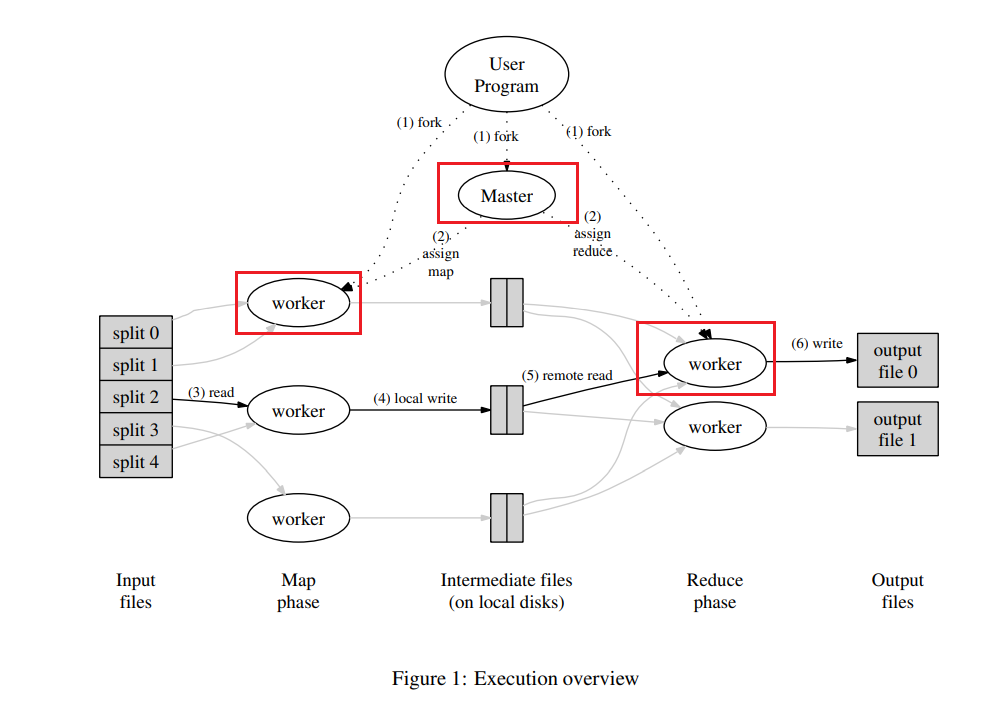 User
Program
(1) fork
(1) fork
(1) fork
Master
(2)
assign
map
(2)
assign
reduce
worker
split 0
split 1
split 2
split 3
split 4
(3) read
worker
(4) local write
worker
(5) remote read
worker
worker
(6) write
output
file 0
output
file 1
Input
files
Map
phase
Intermediate files
(on local disks)
Reduce
phase
Output
files
Figure 1: Execution overview